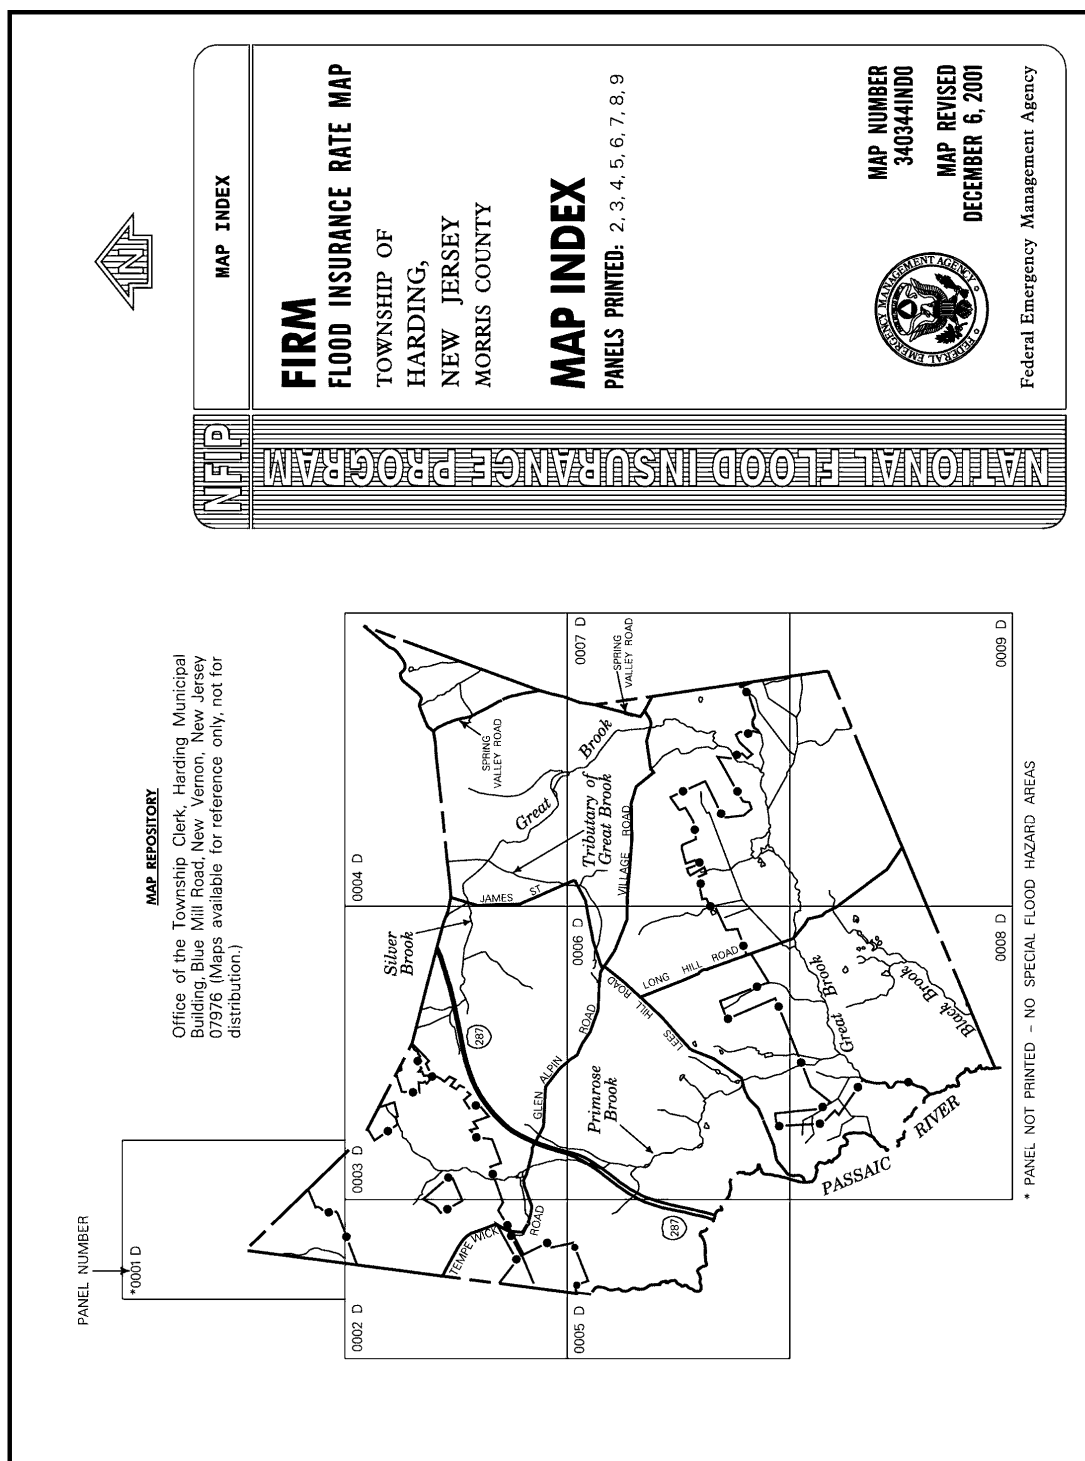 NFIP
MAP INDEX
NFIP
NATIONAL FLOOD INSURANCE PROGRAM
FIRM
FLOOD INSURANCE RATE MAP
TOWNSHIP OF
HARDING,
NEW JERSEY
MORRIS COUNTY
MAP INDEX
PANELS PRINTED: 2, 3, 4, 5, 6, 7, 8, 9
FEDERAL EMERGENCY MANAGEMENT AGENCY
MAP NUMBER
340344IND0
MAP REVISED
DECEMBER 6, 2001
Federal Emergency Management Agency
MAP REPOSITORY
Office of the Township Clerk, Harding Municipal
Building, Blue Mill Road, New Vernon, New Jersey
07976 (Maps available for reference only, not for
distribution.)
PANEL NUMBER
*0001 D
0002 D
0003 D
0004 D
0005 D
0006 D
0007 D
0008 D
0009 D
SPRING
VALLEY ROAD
SPRING
VALLEY ROAD
Great
Brook
Tributary of
Great Brook
VILLAGE ROAD
JAMES ST
Silver
Brook
287
GLEN ALPIN
ROAD
LEES HILL ROAD
LONG HILL ROAD
Primrose
Brook
Great Brook
Black Brook
TEMPE WICK
ROAD
287
PASSAIC RIVER
* PANEL NOT PRINTED – NO SPECIAL FLOOD HAZARD AREAS